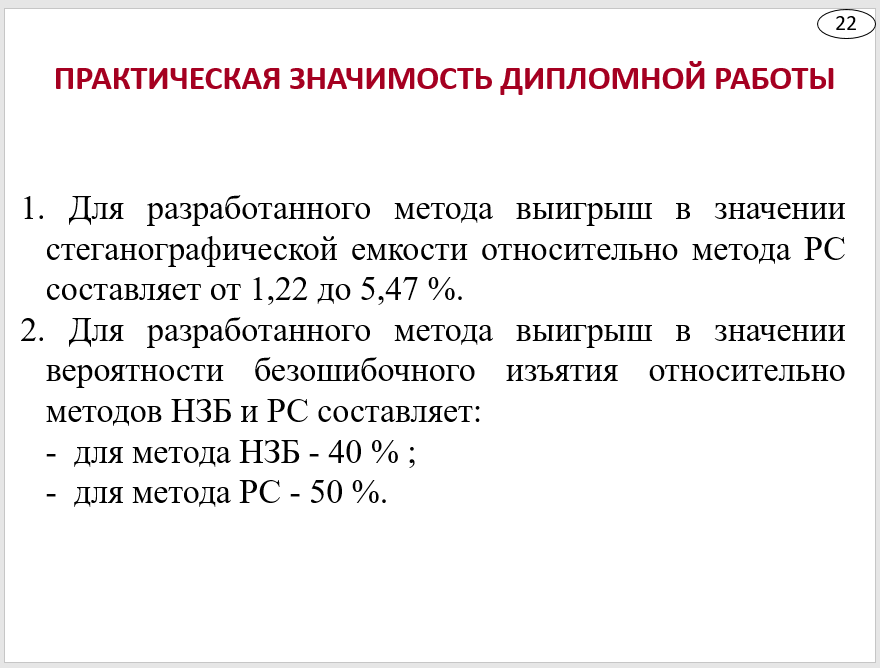 22
ПРАКТИЧЕСКАЯ ЗНАЧИМОСТЬ ДИПЛОМНОЙ РАБОТЫ
1. Для разработанного метода выигрыш в значении
стеганографической емкости относительно метода РС
составляет от 1,22 до 5,47 %.
2. Для разработанного метода выигрыш в значении
вероятности безошибочного изъятия относительно
методов НЗБ и РС составляет:
- для метода НЗБ - 40 % ;
- для метода РС - 50 %.